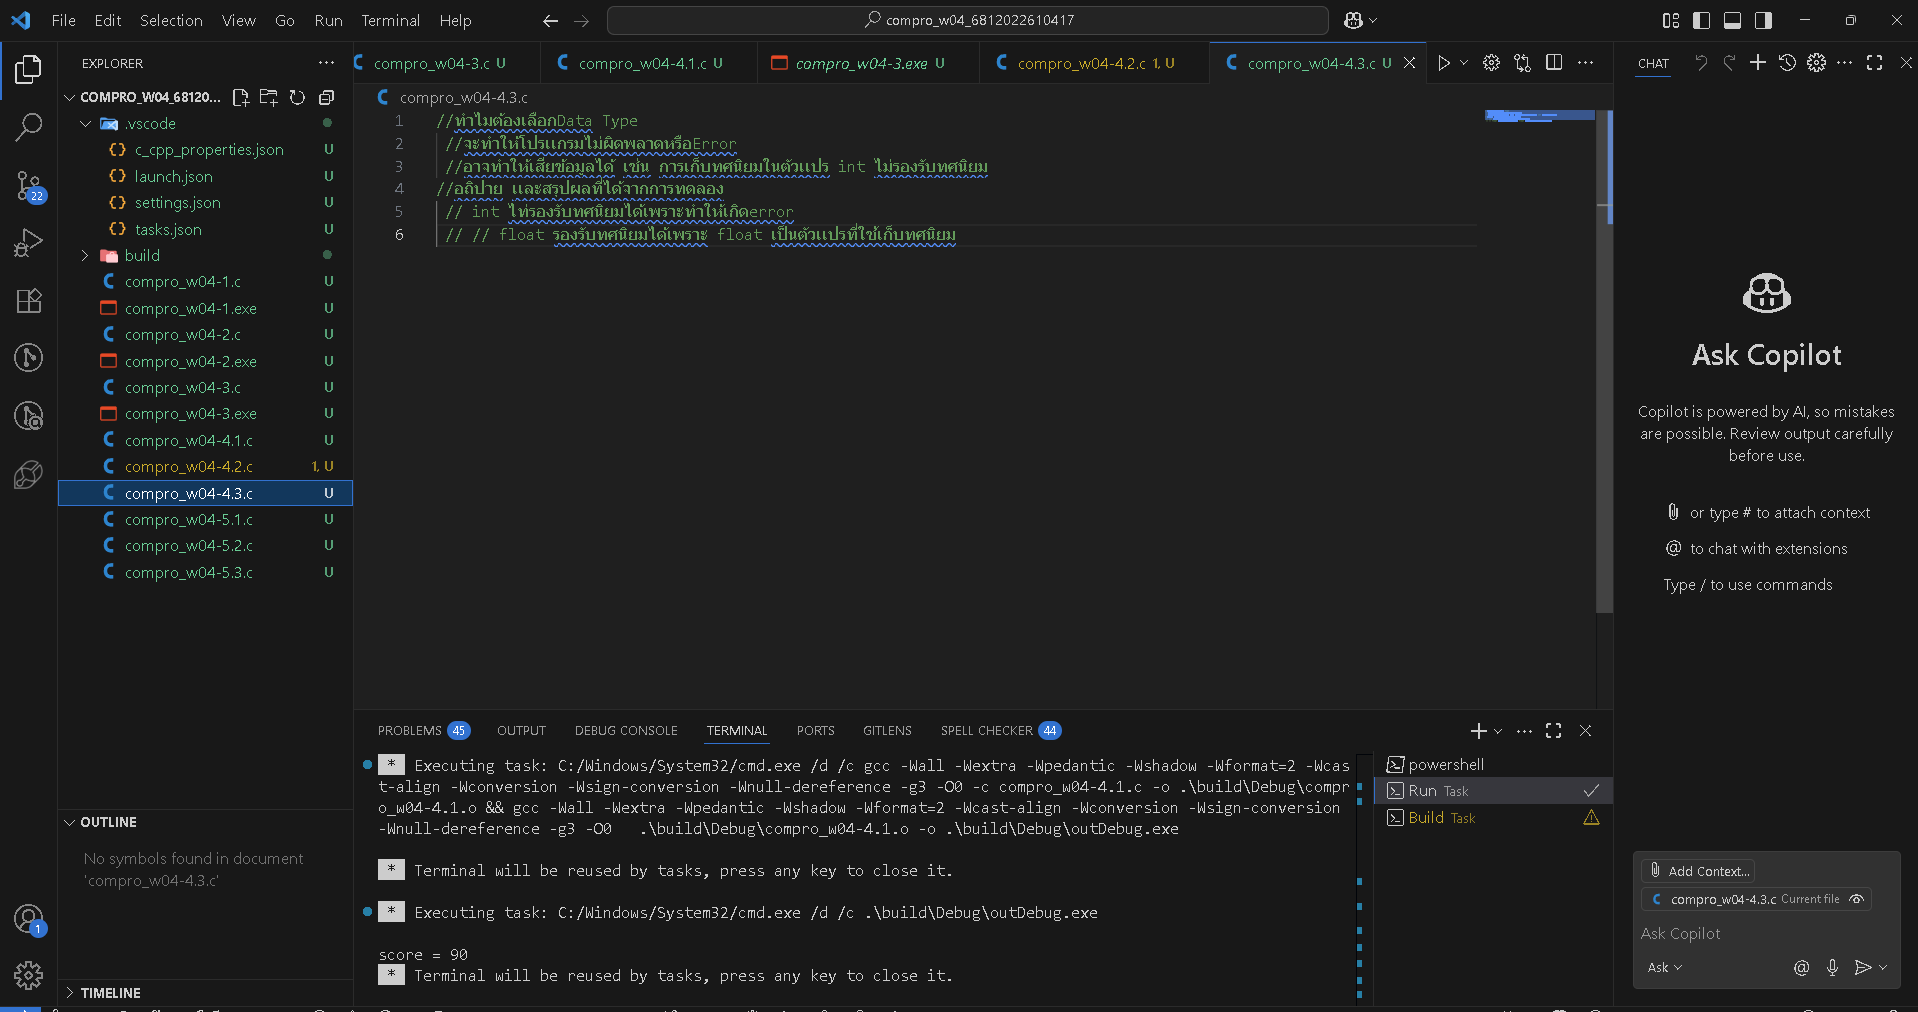 File Edit Selection View Go Run Terminal Help
compro_w04_6812022610417
EXPLORER
COMPRO_W04_68120...
.vscode
c_cpp_properties.json U
launch.json U
settings.json U
tasks.json U
build
compro_w04-1.c U
compro_w04-1.exe U
compro_w04-2.c U
compro_w04-2.exe U
compro_w04-3.c U
compro_w04-3.exe U
compro_w04-4.1.c U
compro_w04-4.2.c 1, U
compro_w04-4.3.c U
compro_w04-5.1.c U
compro_w04-5.2.c U
compro_w04-5.3.c U
22
1
OUTLINE
No symbols found in document
'compro_w04-4.3.c'
TIMELINE
compro_w04-3.c U compro_w04-4.1.c U compro_w04-3.exe U compro_w04-4.2.c 1, U compro_w04-4.3.c U
compro_w04-4.3.c
1 //ทำไมต้องเลือกData Type
2 //จะทำให้โปรแกรมไม่ผิดพลาดหรือError
3 //อาจทำให้เสียข้อมูลได้ เช่น การเก็บทศนิยมในตัวแปร int ไม่รองรับทศนิยม
4 //อถิปาย และสรุปผลที่ได้จากการทดลอง
5 // int ไท่รองรับทศนิยมได้เพราะทำให้เกิดerror
6 // // float รองรับทศนิยมได้เพราะ float เป็นตัวแปรที่ใช้เก็บทศนิยม
PROBLEMS 45 OUTPUT DEBUG CONSOLE TERMINAL PORTS GITLENS SPELL CHECKER 44
* Executing task: C:/Windows/System32/cmd.exe /d /c gcc -Wall -Wextra -Wpedantic -Wshadow -Wformat=2 -Wcas
t-align -Wconversion -Wsign-conversion -Wnull-dereference -g3 -O0 -c compro_w04-4.1.c -o .\build\Debug\compr
o_w04-4.1.o && gcc -Wall -Wextra -Wpedantic -Wshadow -Wformat=2 -Wcast-align -Wconversion -Wsign-conversion
-Wnull-dereference -g3 -O0 .\build\Debug\compro_w04-4.1.o -o .\build\Debug\outDebug.exe
* Terminal will be reused by tasks, press any key to close it.
* Executing task: C:/Windows/System32/cmd.exe /d /c .\build\Debug\outDebug.exe
score = 90
* Terminal will be reused by tasks, press any key to close it.
powershell
Run Task
Build Task
CHAT
Ask Copilot
Copilot is powered by AI, so mistakes
are possible. Review output carefully
before use.
or type # to attach context
@ to chat with extensions
Type / to use commands
Add Context...
compro_w04-4.3.c Current file
Ask Copilot
Ask